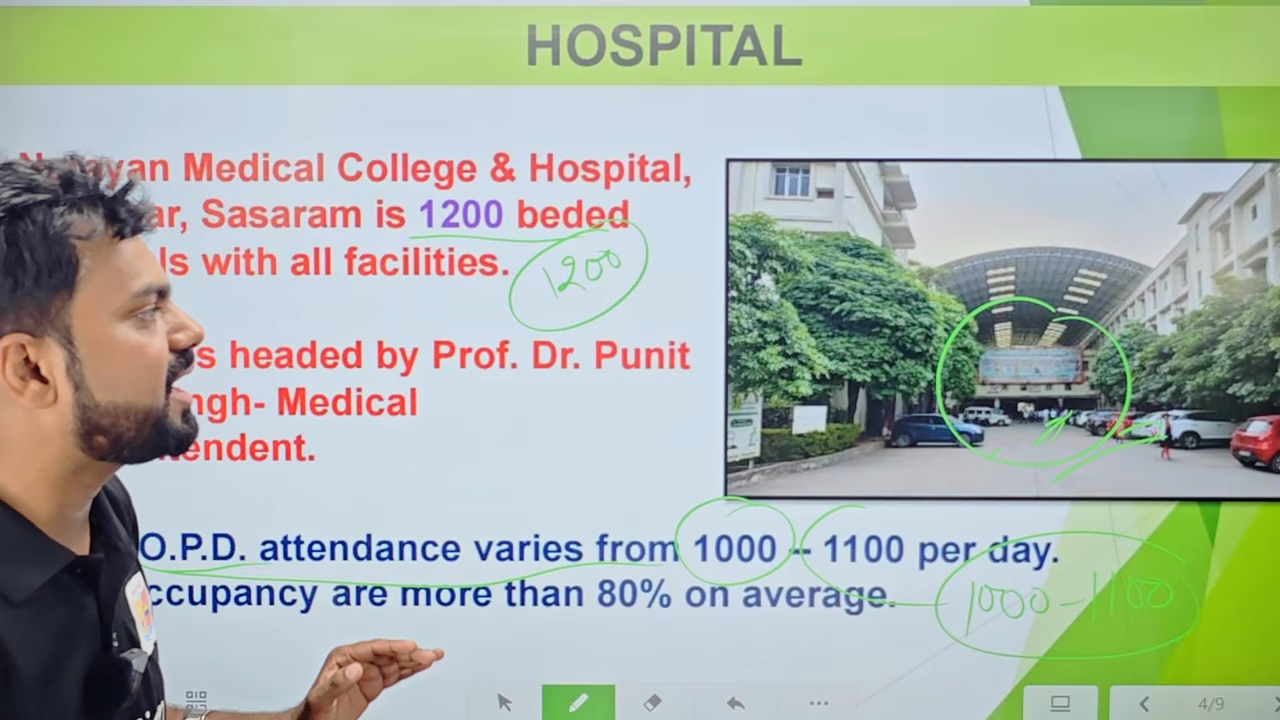 HOSPITAL
Narayan Medical College & Hospital,
ar, Sasaram is 1200 beded
ls with all facilities.
1200
s headed by Prof. Dr. Punit
ngh- Medical
tendent.
O.P.D. attendance varies from 1000 – 1100 per day.
ccupancy are more than 80% on average.
1000-1100
4/9